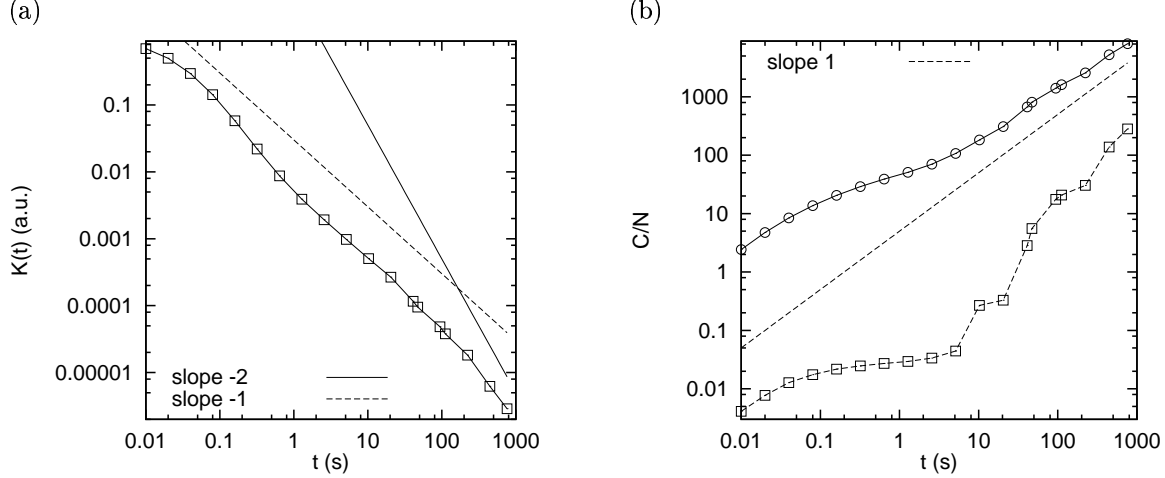 (a)
K(t) (a.u.)
0.1
0.01
0.001
0.0001
0.00001
slope -2
slope -1
0.01 0.1 1 10 100 1000
t (s)
(b)
C/N
slope 1
1000
100
10
1
0.1
0.01
0.01 0.1 1 10 100 1000
t (s)